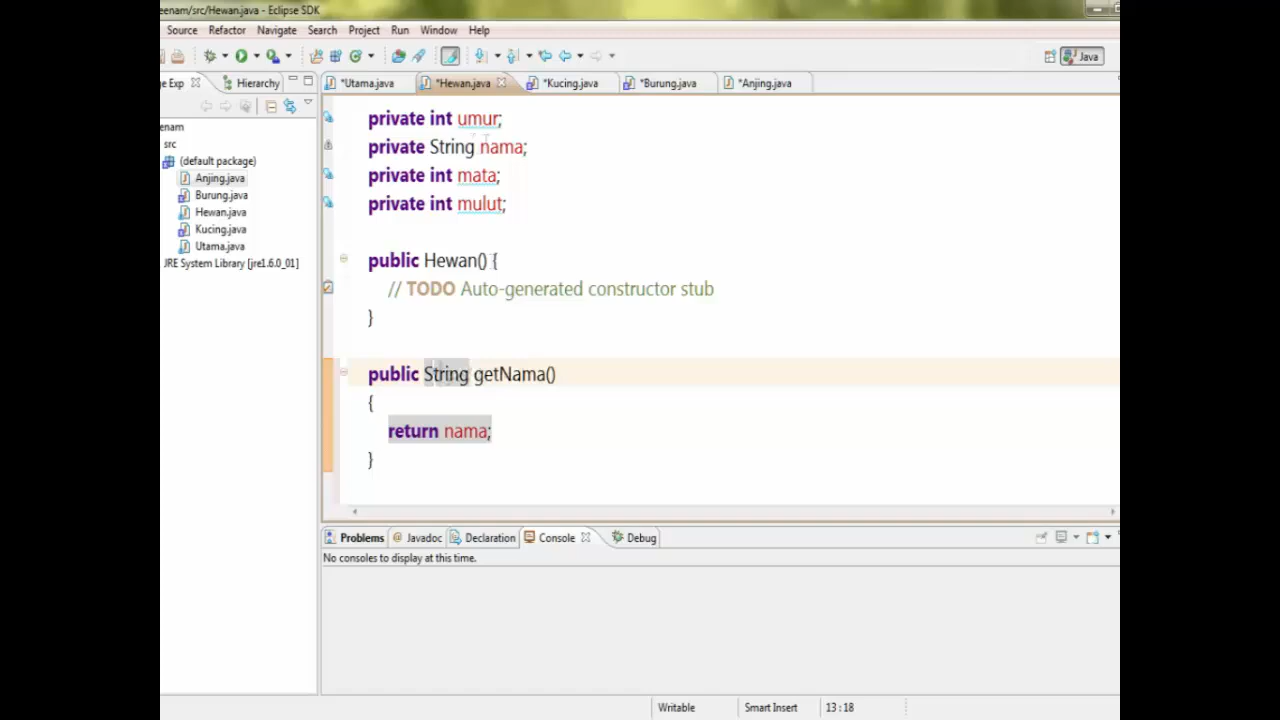 eenam/src/Hewan.java - Eclipse SDK
Source Refactor Navigate Search Project Run Window Help
Java
ge Exp Hierarchy
*Utama.java *Hewan.java *Kucing.java *Burung.java *Anjing.java
enam
src
(default package)
Anjing.java
Burung.java
Hewan.java
Kucing.java
Utama.java
JRE System Library [jre1.6.0_01]
private int umur;
private String nama;
private int mata;
private int mulut;
public Hewan() {
// TODO Auto-generated constructor stub
}
public String getNama()
{
return nama;
}
Problems Javadoc Declaration Console Debug
No consoles to display at this time.
Writable Smart Insert 13 : 18